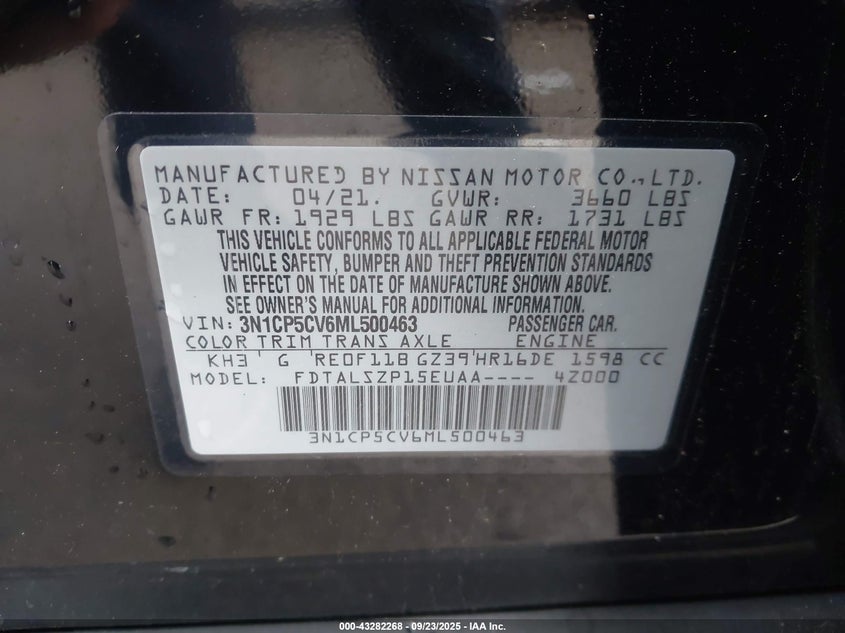 MANUFACTURED BY NISSAN MOTOR CO.,LTD.
DATE: 04/21. GVWR: 3660 LBS
GAWR FR: 1929 LBS GAWR RR: 1731 LBS
THIS VEHICLE CONFORMS TO ALL APPLICABLE FEDERAL MOTOR
VEHICLE SAFETY, BUMPER AND THEFT PREVENTION STANDARDS
IN EFFECT ON THE DATE OF MANUFACTURE SHOWN ABOVE.
SEE OWNER'S MANUAL FOR ADDITIONAL INFORMATION.
VIN: 3N1CP5CV6ML500463 PASSENGER CAR.
COLOR TRIM TRANS AXLE ENGINE
KH3 G RE0F11B GZ39 HR16DE 1598 CC
MODEL: FDTALSZP15EUAA---- 4Z000
3N1CP5CV6ML500463
000-43282268 - 09/23/2025 - IAA Inc.